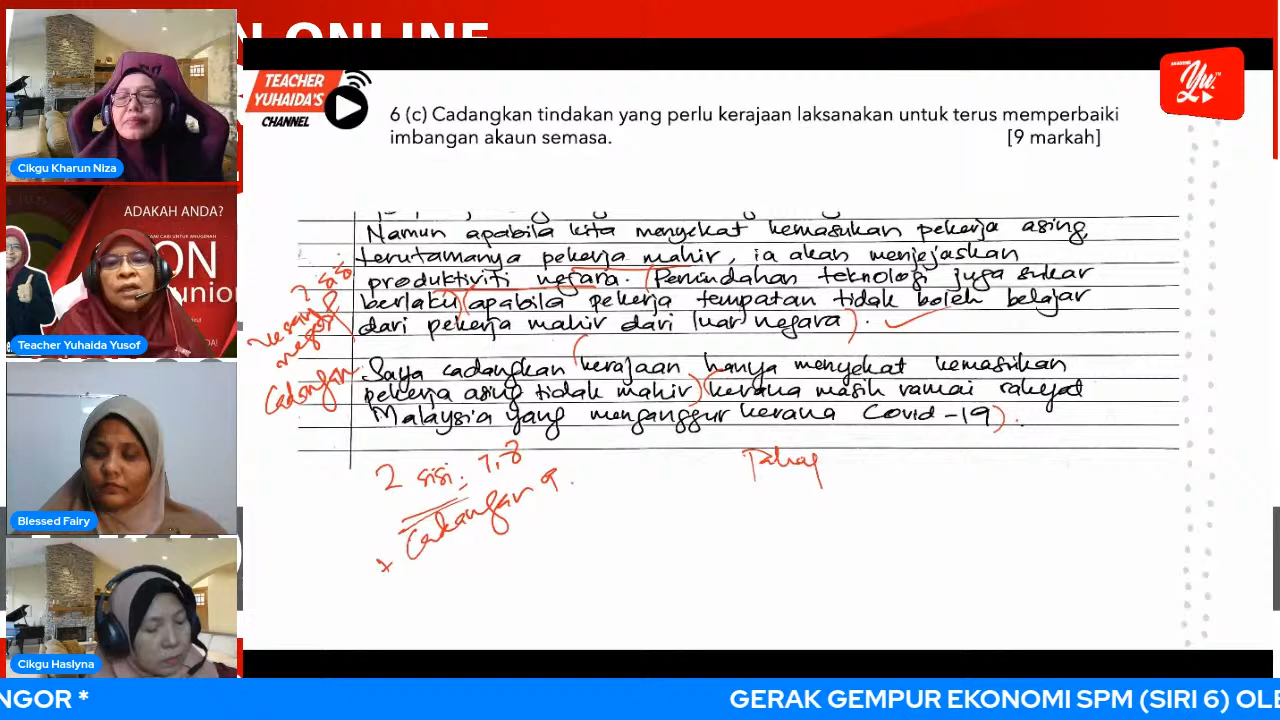 N ONLINE
TEACHER
YUHAIDA'S
CHANNEL
Yu.
6 (c) Cadangkan tindakan yang perlu kerajaan laksanakan untuk terus memperbaiki
imbangan akaun semasa. [9 markah]
Namun apabila kita menyekat kemasukan pekerja asing
terutamanya pekerja mahir, ia akan menjejaskan
produktiviti negara. (Pemindahan teknologi juga sukar
berlaku) (apabila pekerja tempatan tidak boleh belajar
dari pekerja mahir dari luar negara).
Saya cadangkan (kerajaan hanya menyekat kemasukan
pekerja asing tidak mahir) (kerana masih ramai rakyat
Malaysia yang menganggur kerana Covid-19).
Kesan
negatif
Cadangan
2 sisi: 7,8
* Cadangan 9
Tahap
Cikgu Kharun Niza
ADAKAH ANDA?
Teacher Yuhaida Yusof
Blessed Fairy
Cikgu Haslyna
NGOR *
GERAK GEMPUR EKONOMI SPM (SIRI 6) OLE